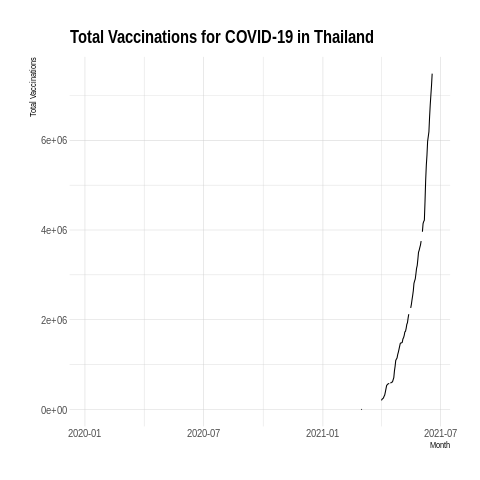 Total Vaccinations for COVID-19 in Thailand
Total Vaccinations
6e+06
4e+06
2e+06
0e+00
2020-01 2020-07 2021-01 2021-07
Month